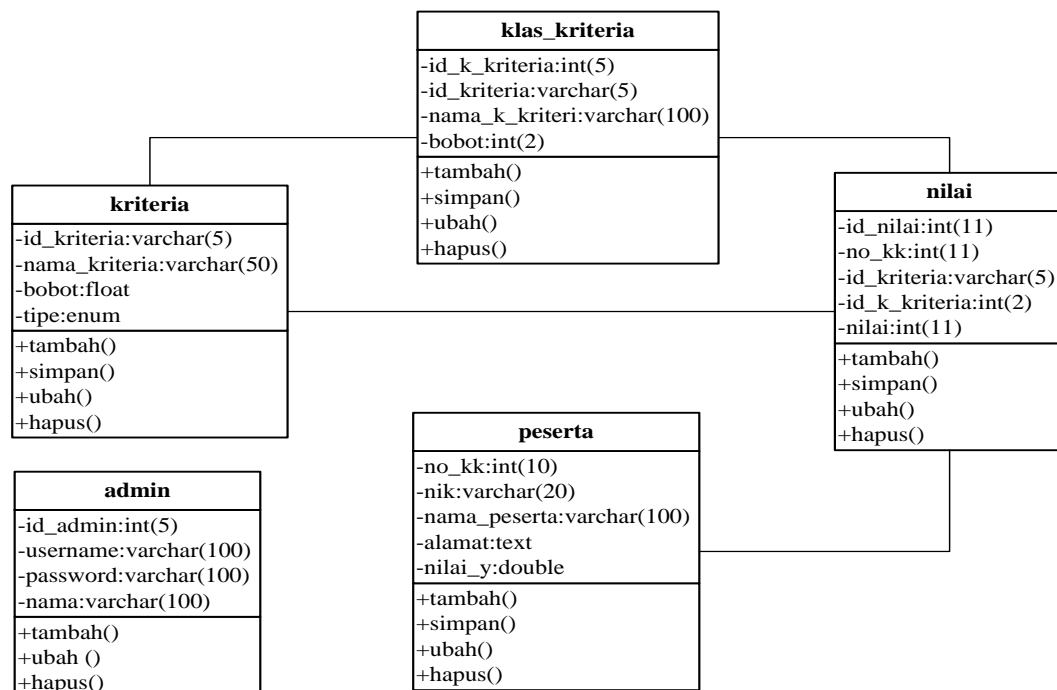 klas_kriteria
-id_k_kriteria:int(5)
-id_kriteria:varchar(5)
-nama_k_kriteri:varchar(100)
-bobot:int(2)
+tambah()
+simpan()
+ubah()
+hapus()
kriteria
-id_kriteria:varchar(5)
-nama_kriteria:varchar(50)
-bobot:float
-tipe:enum
+tambah()
+simpan()
+ubah()
+hapus()
nilai
-id_nilai:int(11)
-no_kk:int(11)
-id_kriteria:varchar(5)
-id_k_kriteria:int(2)
-nilai:int(11)
+tambah()
+simpan()
+ubah()
+hapus()
peserta
-no_kk:int(10)
-nik:varchar(20)
-nama_peserta:varchar(100)
-alamat:text
-nilai_y:double
+tambah()
+simpan()
+ubah()
+hapus()
admin
-id_admin:int(5)
-username:varchar(100)
-password:varchar(100)
-nama:varchar(100)
+tambah()
+ubah ()
+hapus()